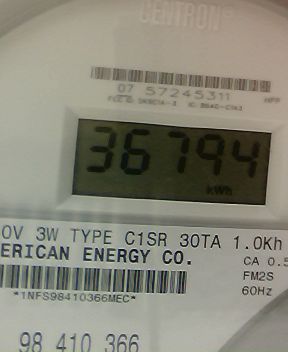 CENTRON®
07 57245311
36794
kWh
0V 3W TYPE C1SR 30TA 1.0Kh
ERICAN ENERGY CO.
CA 0.5
FM2S
*1NFS98410366MEC*
60Hz
98 410 366